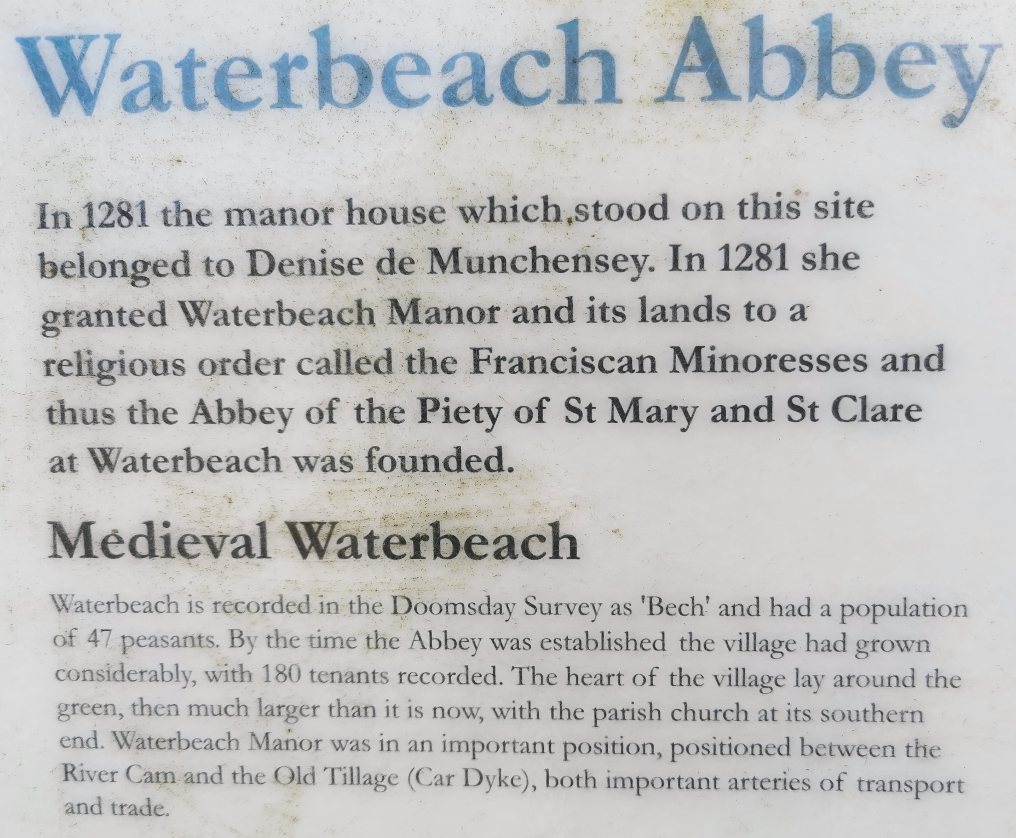 Waterbeach Abbey
In 1281 the manor house which stood on this site
belonged to Denise de Munchensey. In 1281 she
granted Waterbeach Manor and its lands to a
religious order called the Franciscan Minoresses and
thus the Abbey of the Piety of St Mary and St Clare
at Waterbeach was founded.
Medieval Waterbeach
Waterbeach is recorded in the Doomsday Survey as 'Bech' and had a population
of 47 peasants. By the time the Abbey was established the village had grown
considerably, with 180 tenants recorded. The heart of the village lay around the
green, then much larger than it is now, with the parish church at its southern
end. Waterbeach Manor was in an important position, positioned between the
River Cam and the Old Tillage (Car Dyke), both important arteries of transport
and trade.